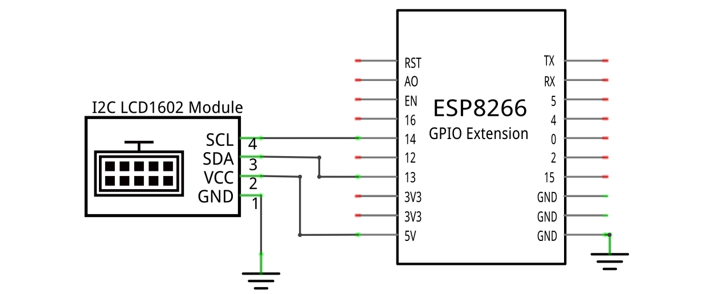 I2C LCD1602 Module
SCL
4
SDA
3
VCC
2
GND
1
ESP8266
GPIO Extension
RST
AO
EN
16
14
12
13
3V3
3V3
5V
TX
RX
5
4
0
2
15
GND
GND
GND